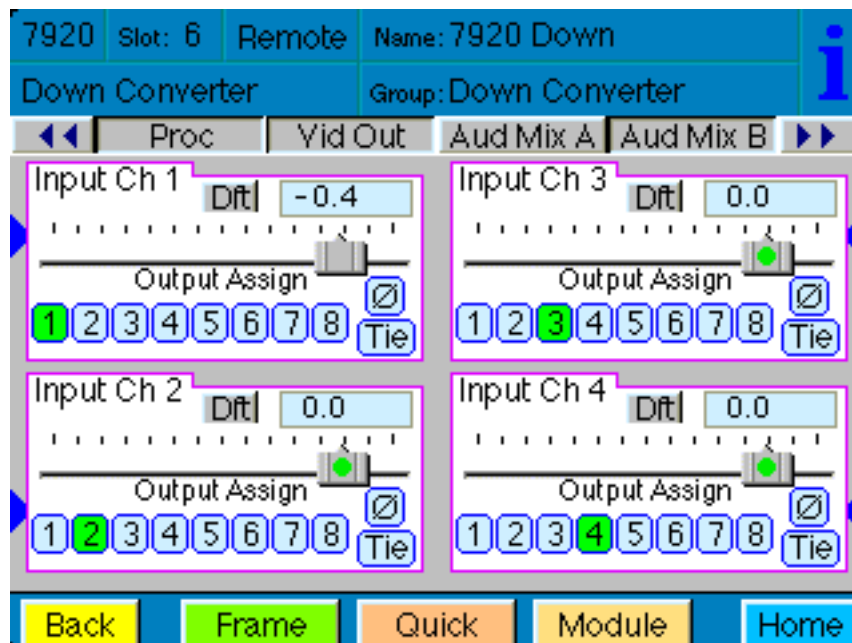 7920 Slot: 6 Remote Name: 7920 Down i
Down Converter Group: Down Converter
Proc Vid Out Aud Mix A Aud Mix B
Input Ch 1 Dft -0.4
Output Assign
Ø
1 2 3 4 5 6 7 8 Tie
Input Ch 3 Dft 0.0
Output Assign
Ø
1 2 3 4 5 6 7 8 Tie
Input Ch 2 Dft 0.0
Output Assign
Ø
1 2 3 4 5 6 7 8 Tie
Input Ch 4 Dft 0.0
Output Assign
Ø
1 2 3 4 5 6 7 8 Tie
Back Frame Quick Module Home